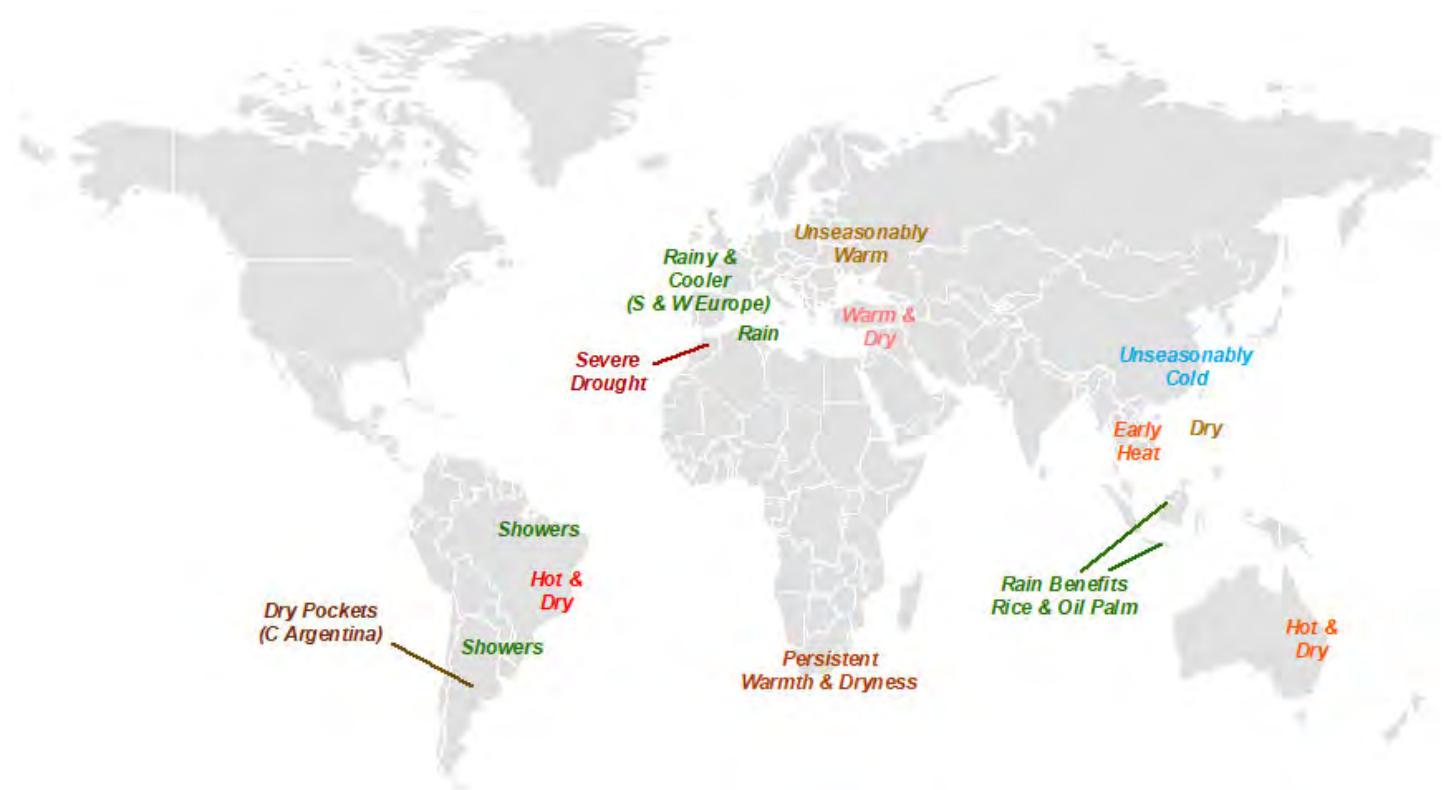 Unseasonably
Warm
Rainy &
Cooler
(S & W Europe)
Warm &
Dry
Rain
Severe
Drought
Unseasonably
Cold
Early
Heat
Dry
Showers
Hot &
Dry
Rain Benefits
Rice & Oil Palm
Dry Pockets
(C Argentina)
Showers
Hot &
Dry
Persistent
Warmth & Dryness